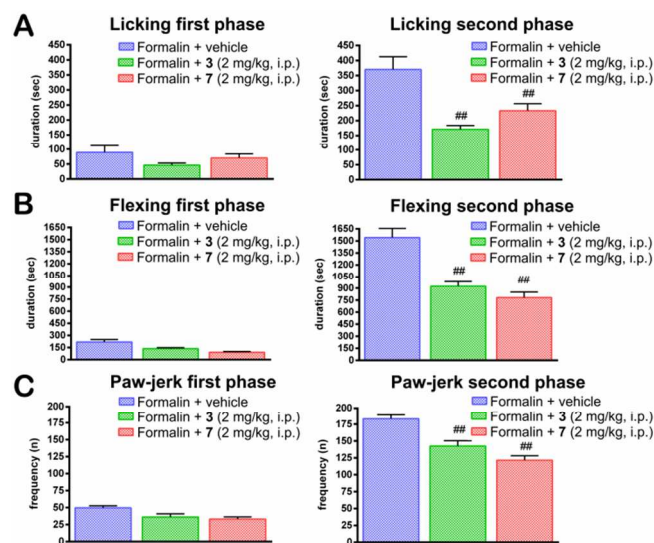 A
Licking first phase
Formalin + vehicle
Formalin + 3 (2 mg/kg, i.p.)
Formalin + 7 (2 mg/kg, i.p.)
duration (sec)
450
400
350
300
250
200
150
100
50
0
Licking second phase
Formalin + vehicle
Formalin + 3 (2 mg/kg, i.p.)
Formalin + 7 (2 mg/kg, i.p.)
duration (sec)
450
400
350
300
250
200
150
100
50
0
##
##
B
Flexing first phase
Formalin + vehicle
Formalin + 3 (2 mg/kg, i.p.)
Formalin + 7 (2 mg/kg, i.p.)
duration (sec)
1650
1500
1350
1200
1050
900
750
600
450
300
150
0
Flexing second phase
Formalin + vehicle
Formalin + 3 (2 mg/kg, i.p.)
Formalin + 7 (2 mg/kg, i.p.)
duration (sec)
1650
1500
1350
1200
1050
900
750
600
450
300
150
0
##
##
C
Paw-jerk first phase
Formalin + vehicle
Formalin + 3 (2 mg/kg, i.p.)
Formalin + 7 (2 mg/kg, i.p.)
frequency (n)
200
175
150
125
100
75
50
25
0
Paw-jerk second phase
Formalin + vehicle
Formalin + 3 (2 mg/kg, i.p.)
Formalin + 7 (2 mg/kg, i.p.)
frequency (n)
200
175
150
125
100
75
50
25
0
##
##